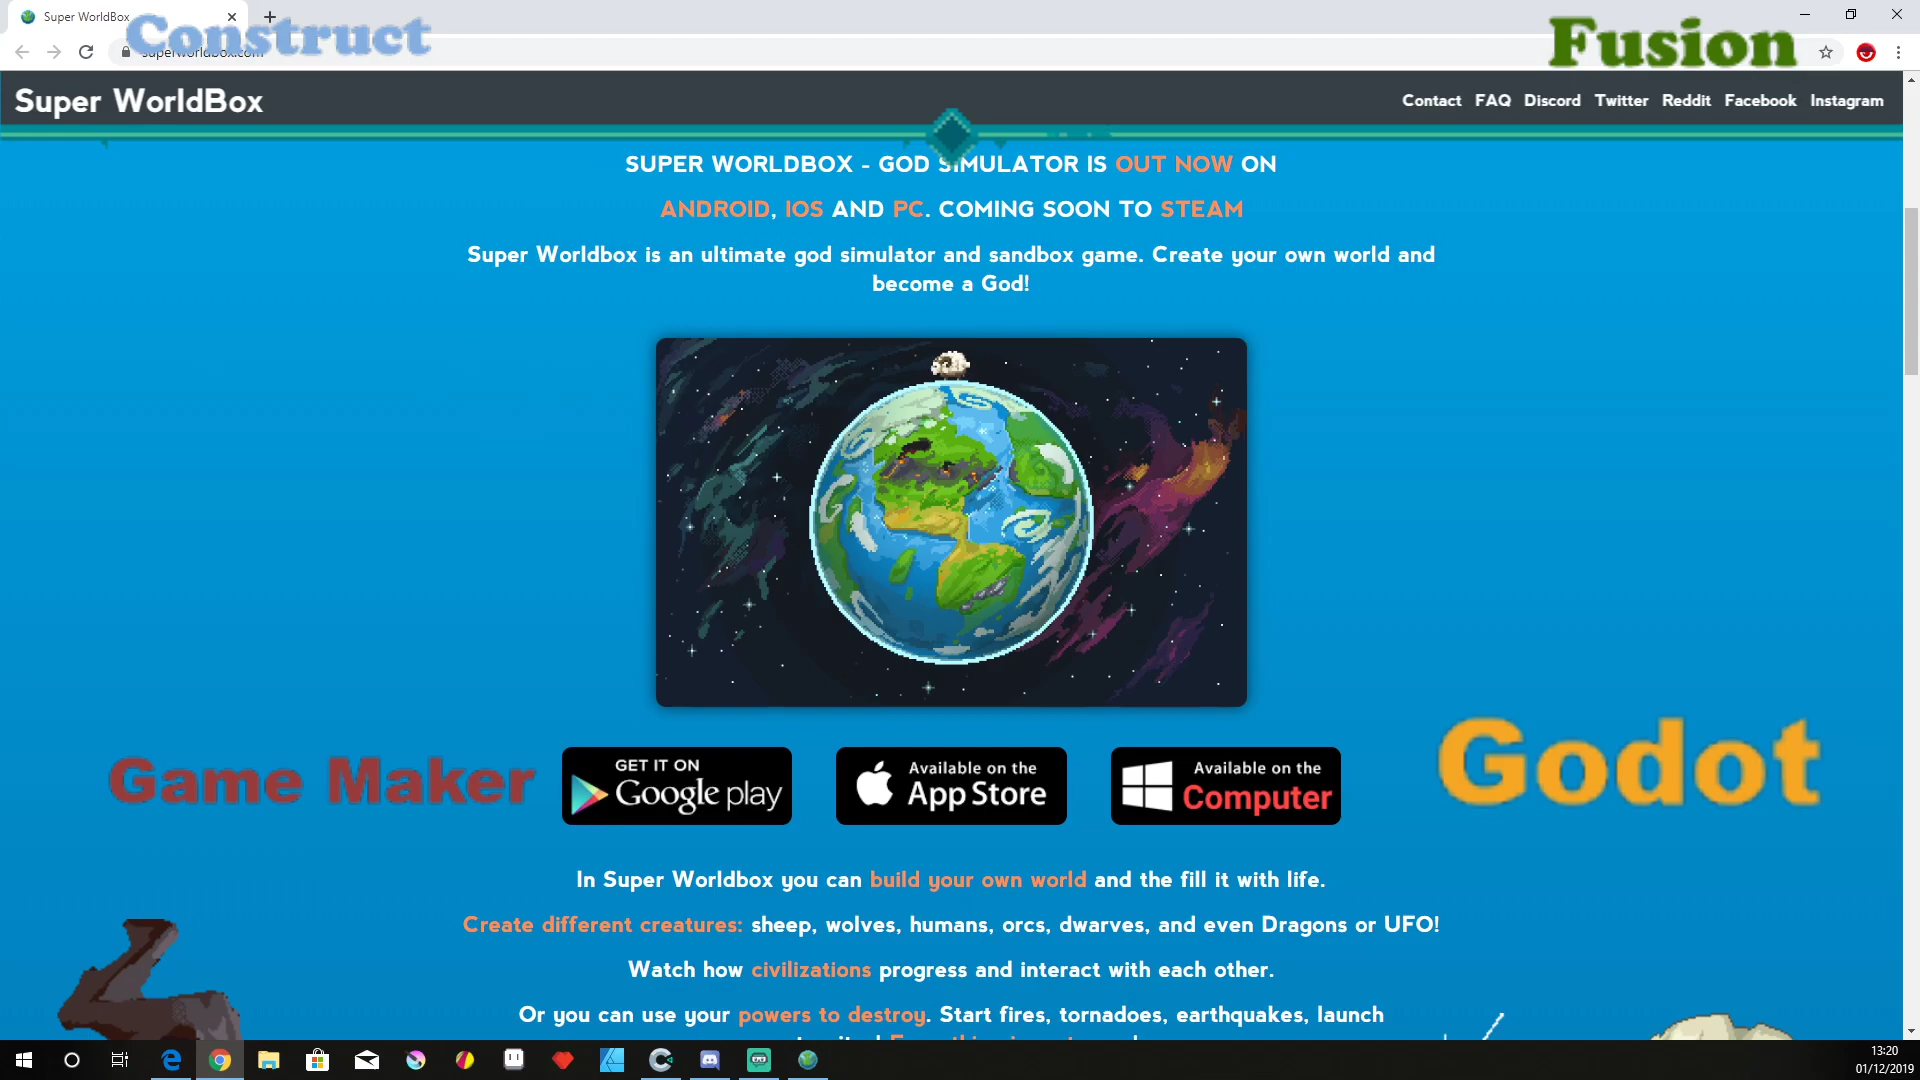 Super WorldBox
Construct
Fusion
superworldbox.com
Super WorldBox
Contact FAQ Discord Twitter Reddit Facebook Instagram
SUPER WORLDBOX - GOD SIMULATOR IS OUT NOW ON
ANDROID, IOS AND PC. COMING SOON TO STEAM
Super Worldbox is an ultimate god simulator and sandbox game. Create your own world and
become a God!
Game Maker
GET IT ON
Google play
Available on the
App Store
Available on the
Computer
Godot
In Super Worldbox you can build your own world and the fill it with life.
Create different creatures: sheep, wolves, humans, orcs, dwarves, and even Dragons or UFO!
Watch how civilizations progress and interact with each other.
Or you can use your powers to destroy. Start fires, tornadoes, earthquakes, launch
13:20
01/12/2019